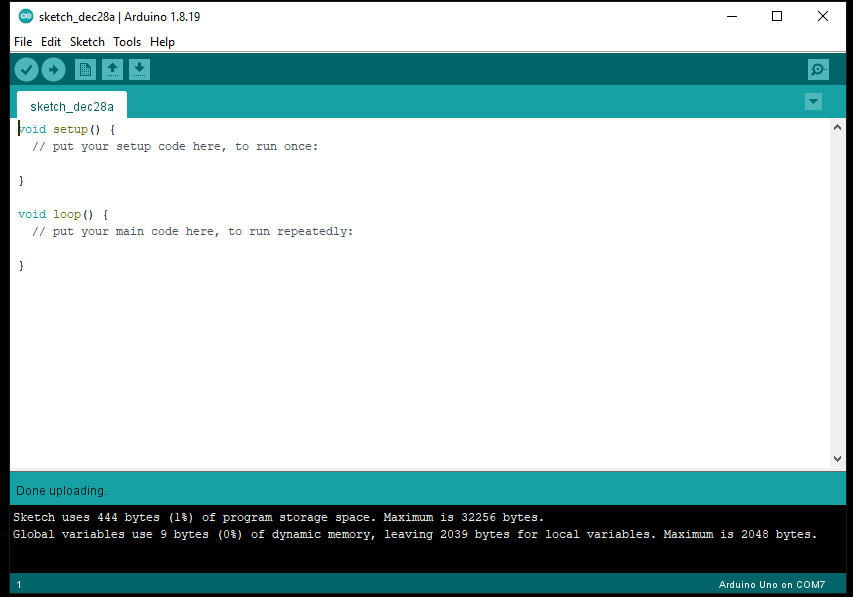 sketch_dec28a | Arduino 1.8.19
File Edit Sketch Tools Help
sketch_dec28a
void setup() {
  // put your setup code here, to run once:
}
void loop() {
  // put your main code here, to run repeatedly:
}
Done uploading.
Sketch uses 444 bytes (1%) of program storage space. Maximum is 32256 bytes.
Global variables use 9 bytes (0%) of dynamic memory, leaving 2039 bytes for local variables. Maximum is 2048 bytes.
1 Arduino Uno on COM7